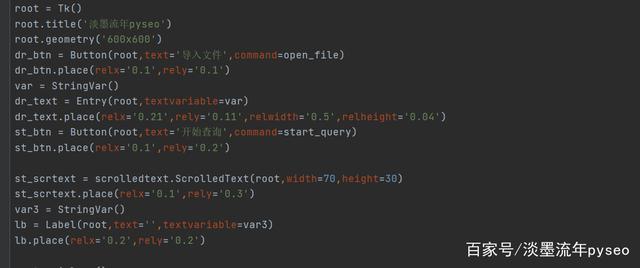 root = Tk()
root.title('淡墨流年pyseo')
root.geometry('600x600')
dr_btn = Button(root,text='导入文件',command=open_file)
dr_btn.place(relx='0.1',rely='0.1')
var = StringVar()
dr_text = Entry(root,textvariable=var)
dr_text.place(relx='0.21',rely='0.11',relwidth='0.5',relheight='0.04')
st_btn = Button(root,text='开始查询',command=start_query)
st_btn.place(relx='0.1',rely='0.2')
st_scrtext = scrolledtext.ScrolledText(root,width=70,height=30)
st_scrtext.place(relx='0.1',rely='0.3')
var3 = StringVar()
lb = Label(root,text='',textvariable=var3)
lb.place(relx='0.2',rely='0.2')
百家号/淡墨流年pyseo